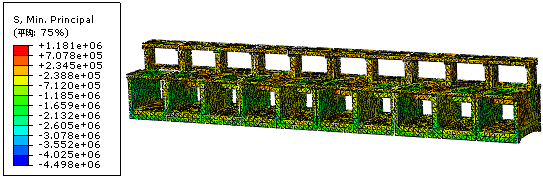 S, Min. Principal
(平均: 75%)
+1.181e+06
+7.078e+05
+2.345e+05
-2.388e+05
-7.120e+05
-1.185e+06
-1.659e+06
-2.132e+06
-2.605e+06
-3.078e+06
-3.552e+06
-4.025e+06
-4.498e+06